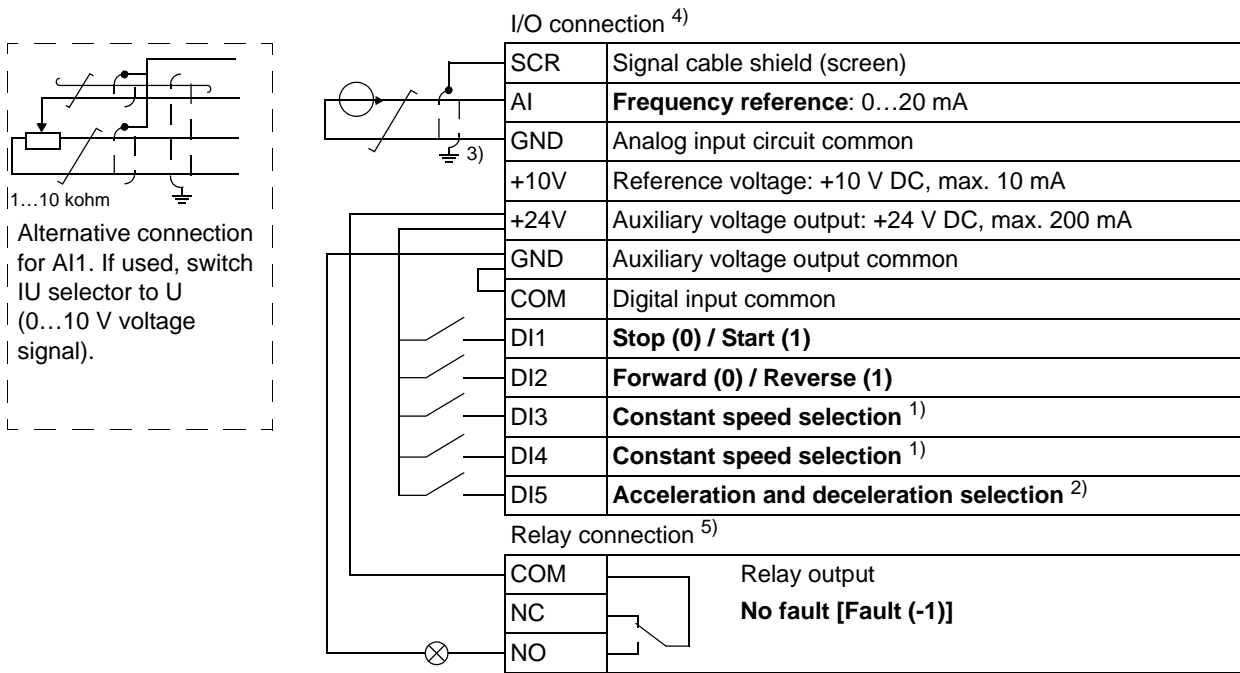 I/O connection 4)
SCR Signal cable shield (screen)
AI Frequency reference: 0…20 mA
GND Analog input circuit common
3)
+10V Reference voltage: +10 V DC, max. 10 mA
1…10 kohm
+24V Auxiliary voltage output: +24 V DC, max. 200 mA
GND Auxiliary voltage output common
COM Digital input common
Alternative connection
for AI1. If used, switch
IU selector to U
(0…10 V voltage
signal).
DI1 Stop (0) / Start (1)
DI2 Forward (0) / Reverse (1)
DI3 Constant speed selection 1)
DI4 Constant speed selection 1)
DI5 Acceleration and deceleration selection 2)
Relay connection 5)
COM Relay output
NC No fault [Fault (-1)]
NO